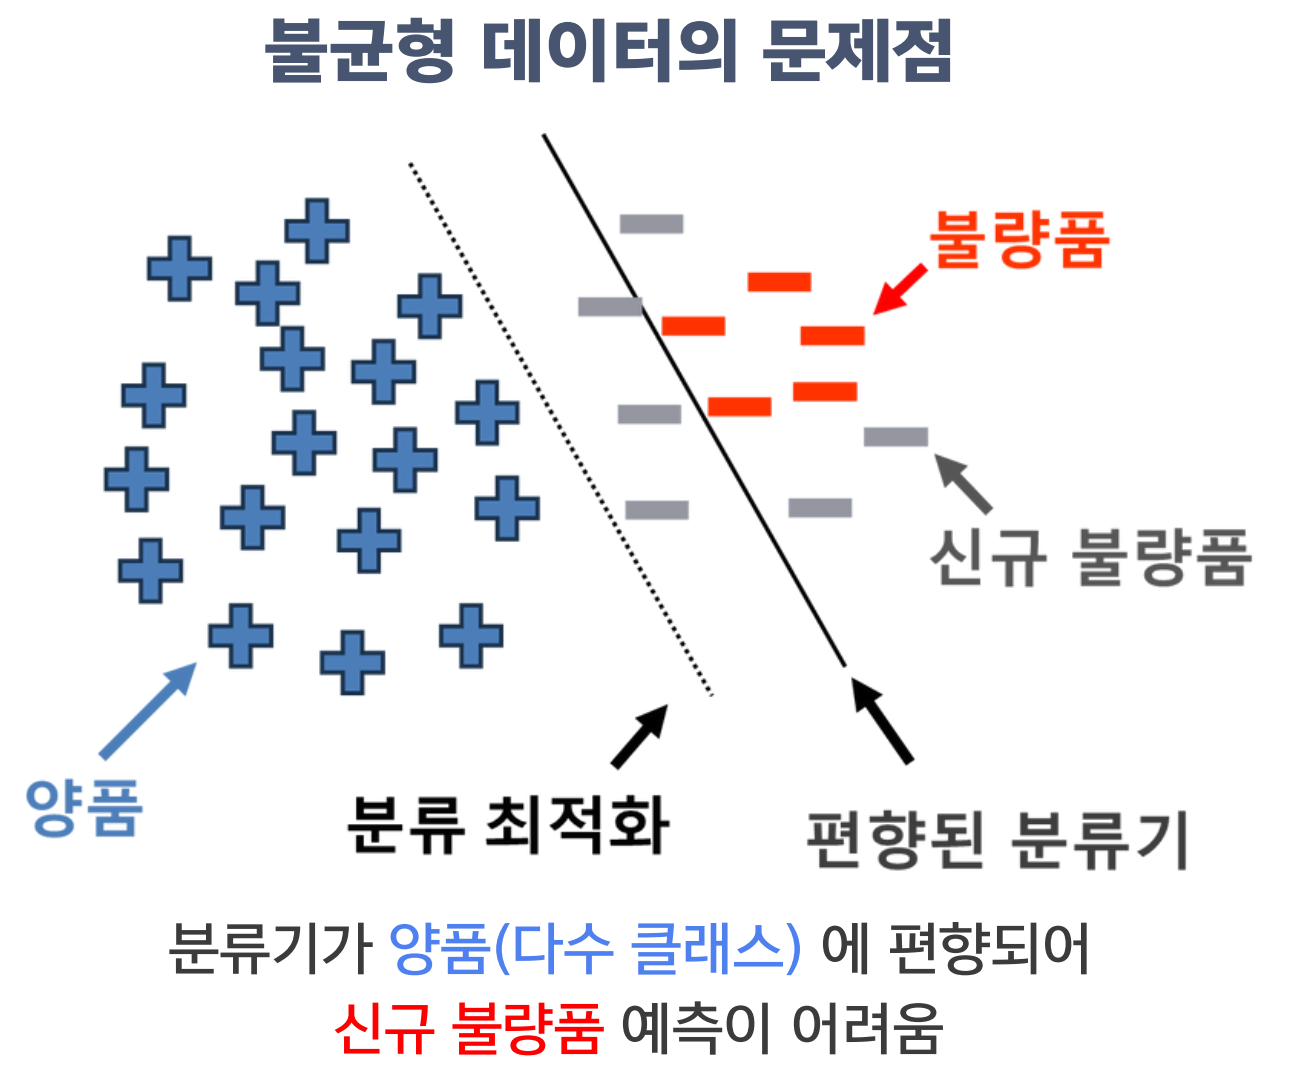 불균형 데이터의 문제점
불량품
신규 불량품
양품
분류 최적화
편향된 분류기
분류기가 양품(다수 클래스) 에 편향되어
신규 불량품 예측이 어려움